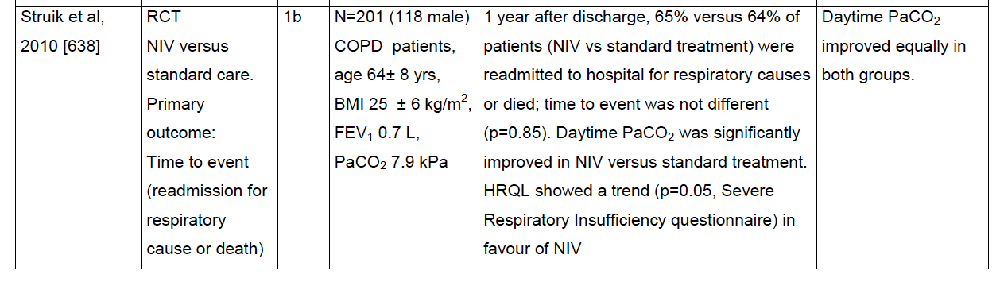 Struik et al,
2010 [638]
RCT
NIV versus
standard care.
Primary
outcome:
Time to event
(readmission for
respiratory
cause or death)
1b
N=201 (118 male)
COPD  patients,
age 64± 8 yrs,
BMI 25  ± 6 kg/m²,
FEV₁ 0.7 L,
PaCO₂ 7.9 kPa
1 year after discharge, 65% versus 64% of
patients (NIV vs standard treatment) were
readmitted to hospital for respiratory causes
or died; time to event was not different
(p=0.85). Daytime PaCO₂ was significantly
improved in NIV versus standard treatment.
HRQL showed a trend (p=0.05, Severe
Respiratory Insufficiency questionnaire) in
favour of NIV
Daytime PaCO₂
improved equally in
both groups.